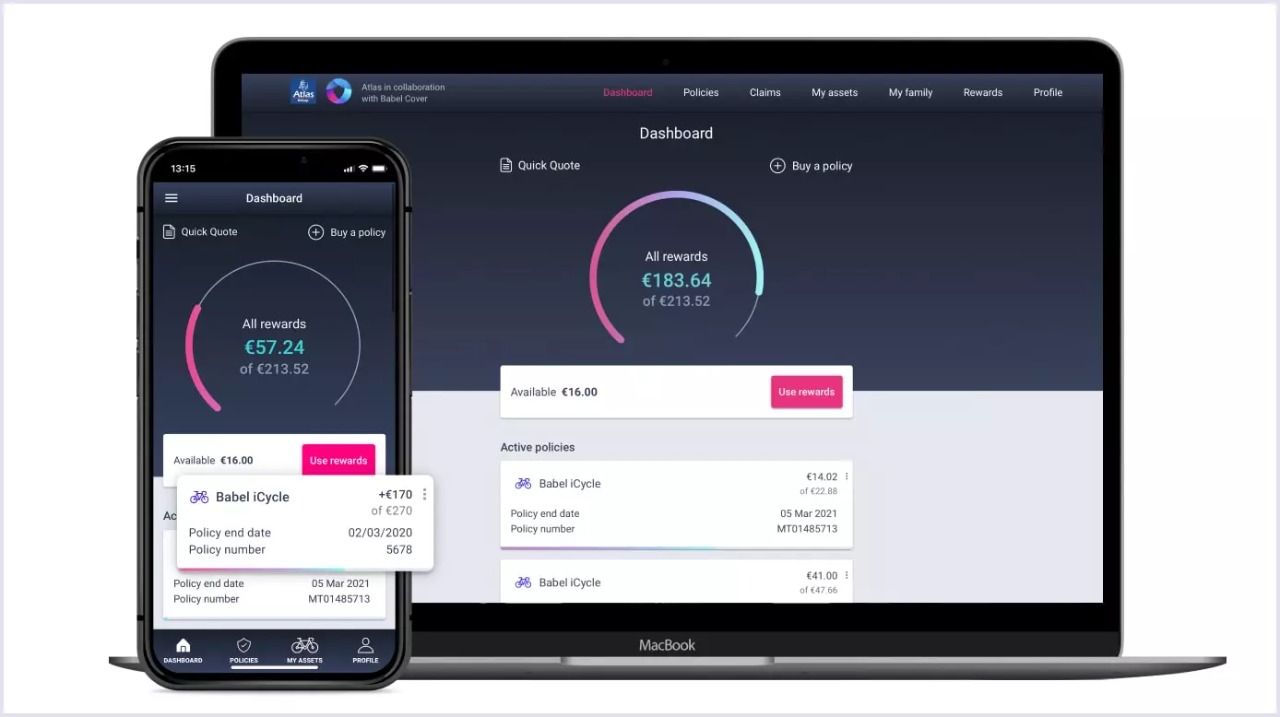 Atlas
Atlas in collaboration
with Babel Cover
Dashboard
Policies
Claims
My assets
My family
Rewards
Profile
Dashboard
Quick Quote
Buy a policy
All rewards
€183.64
of €213.52
Available €16.00
Use rewards
Active policies
Babel iCycle
€14.02
of €22.88
Policy end date
05 Mar 2021
Policy number
MT01485713
Babel iCycle
€41.00
of €47.66
MacBook
13:15
Dashboard
Quick Quote
Buy a policy
All rewards
€57.24
of €213.52
Available €16.00
Use rewards
Ac
Babel iCycle
+€170
of €270
Policy end date
02/03/2020
Policy number
5678
Policy end date
05 Mar 2021
Policy number
MT01485713
DASHBOARD
POLICIES
MY ASSETS
PROFILE